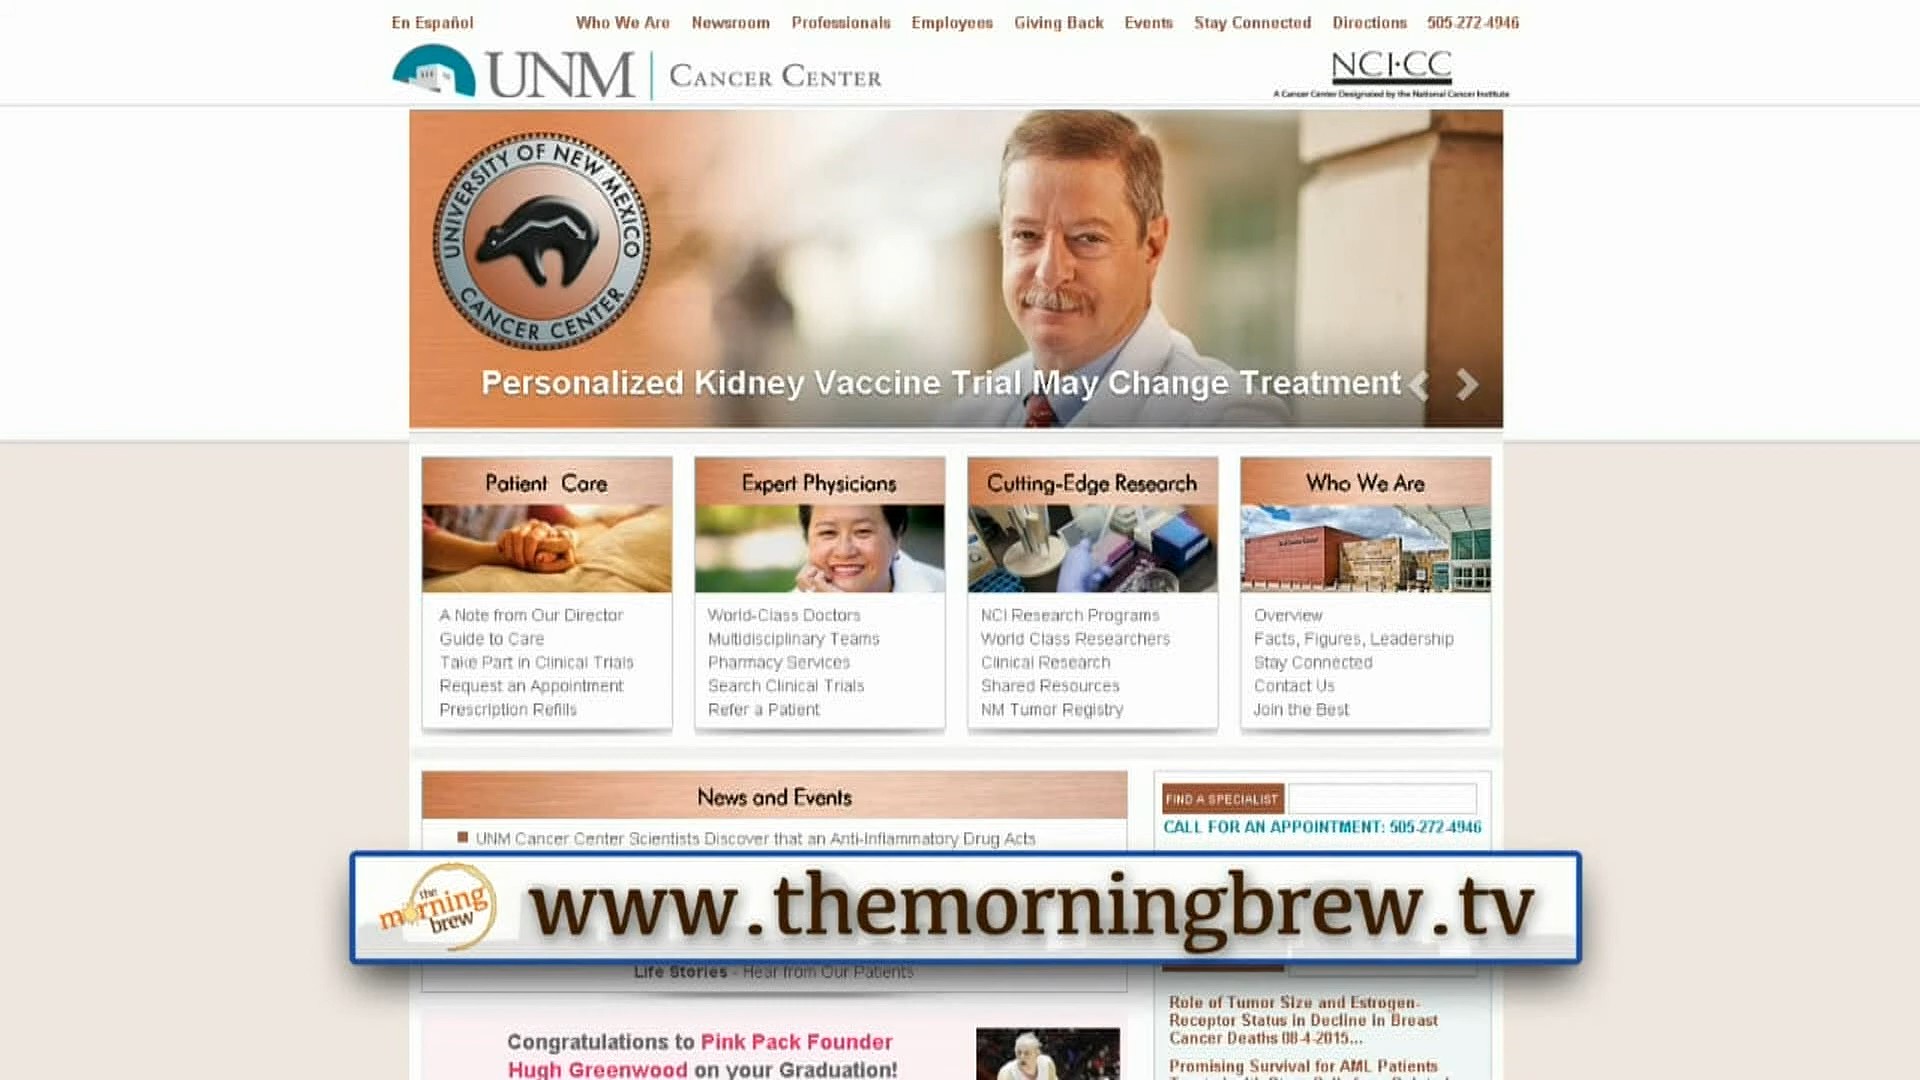 En Español Who We Are Newsroom Professionals Employees Giving Back Events Stay Connected Directions 505-272-4946
UNM | CANCER CENTER
NCI·CC
A Cancer Center Designated by the National Cancer Institute
UNIVERSITY OF NEW MEXICO
CANCER CENTER
Personalized Kidney Vaccine Trial May Change Treatment
Patient Care
A Note from Our Director
Guide to Care
Take Part in Clinical Trials
Request an Appointment
Prescription Refills
Expert Physicians
World-Class Doctors
Multidisciplinary Teams
Pharmacy Services
Search Clinical Trials
Refer a Patient
Cutting-Edge Research
NCI Research Programs
World Class Researchers
Clinical Research
Shared Resources
NM Tumor Registry
Who We Are
Overview
Facts, Figures, Leadership
Stay Connected
Contact Us
Join the Best
News and Events
UNM Cancer Center Scientists Discover that an Anti-Inflammatory Drug Acts
FIND A SPECIALIST
CALL FOR AN APPOINTMENT: 505-272-4946
the
morning
brew
www.themorningbrew.tv
Life Stories - Hear from Our Patients
Congratulations to Pink Pack Founder
Hugh Greenwood on your Graduation!
Role of Tumor Size and Estrogen-
Receptor Status in Decline in Breast
Cancer Deaths 08-4-2015...
Promising Survival for AML Patients